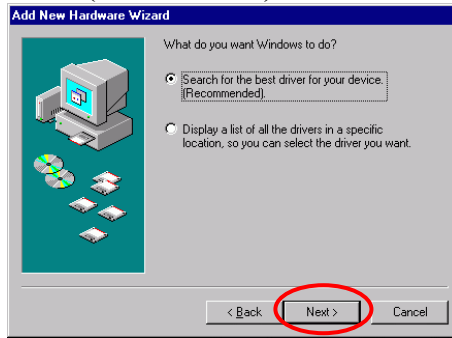 Add New Hardware Wizard
What do you want Windows to do?
Search for the best driver for your device.
(Recommended).
Display a list of all the drivers in a specific
location, so you can select the driver you want.
< Back
Next >
Cancel